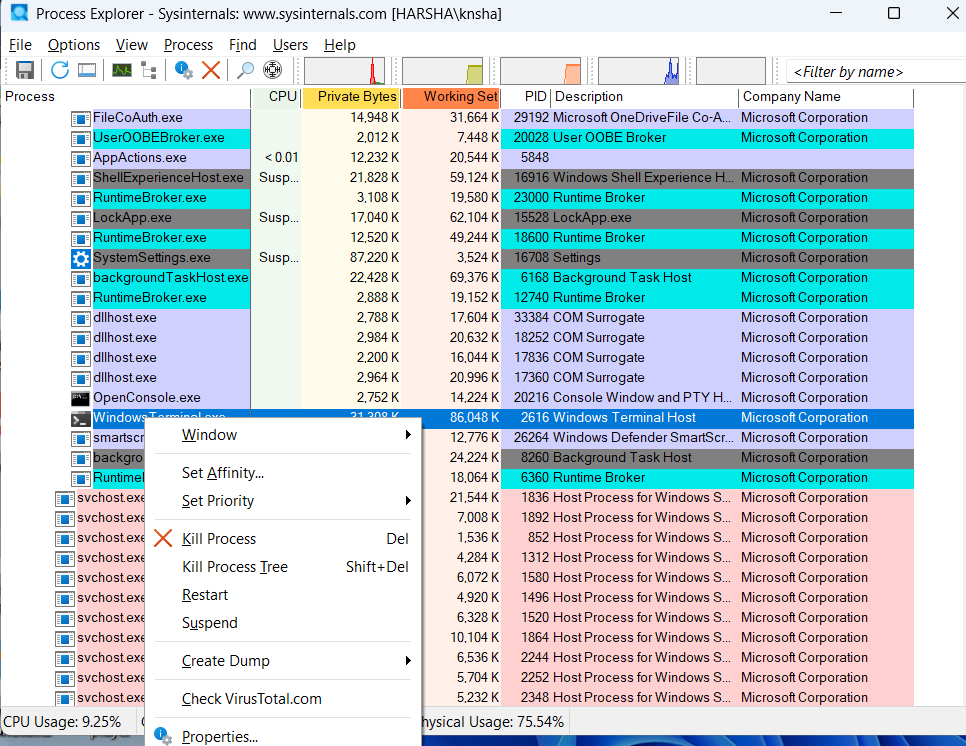 Process Explorer - Sysinternals: www.sysinternals.com [HARSHA\knsha]
File Options View Process Find Users Help
<Filter by name>
Process CPU Private Bytes Working Set PID Description Company Name
FileCoAuth.exe 14,948 K 31,664 K 29192 Microsoft OneDriveFile Co-A... Microsoft Corporation
UserOOBEBroker.exe 2,012 K 7,448 K 20028 User OOBE Broker Microsoft Corporation
AppActions.exe < 0.01 12,232 K 20,544 K 5848 Microsoft Corporation
ShellExperienceHost.exe Susp... 21,828 K 59,124 K 16916 Windows Shell Experience H... Microsoft Corporation
RuntimeBroker.exe 3,108 K 19,580 K 23000 Runtime Broker Microsoft Corporation
LockApp.exe Susp... 17,040 K 62,104 K 15528 LockApp.exe Microsoft Corporation
RuntimeBroker.exe 12,520 K 49,244 K 18600 Runtime Broker Microsoft Corporation
SystemSettings.exe Susp... 87,220 K 3,524 K 16708 Settings Microsoft Corporation
backgroundTaskHost.exe 22,428 K 69,376 K 6168 Background Task Host Microsoft Corporation
RuntimeBroker.exe 2,888 K 19,152 K 12740 Runtime Broker Microsoft Corporation
dllhost.exe 2,788 K 17,604 K 33384 COM Surrogate Microsoft Corporation
dllhost.exe 2,984 K 20,632 K 18252 COM Surrogate Microsoft Corporation
dllhost.exe 2,200 K 16,044 K 17836 COM Surrogate Microsoft Corporation
dllhost.exe 2,964 K 20,996 K 17360 COM Surrogate Microsoft Corporation
OpenConsole.exe 2,752 K 14,224 K 20216 Console Window and PTY H... Microsoft Corporation
WindowsTerminal.exe 31,308 K 86,048 K 2616 Windows Terminal Host Microsoft Corporation
smartscr 12,776 K 26264 Windows Defender SmartScr... Microsoft Corporation
backgro 24,224 K 8260 Background Task Host Microsoft Corporation
Runtime 18,064 K 6360 Runtime Broker Microsoft Corporation
svchost.exe 21,544 K 1836 Host Process for Windows S... Microsoft Corporation
svchost.exe 7,008 K 1892 Host Process for Windows S... Microsoft Corporation
svchost.exe 1,536 K 852 Host Process for Windows S... Microsoft Corporation
svchost.exe 4,284 K 1312 Host Process for Windows S... Microsoft Corporation
svchost.exe 6,072 K 1580 Host Process for Windows S... Microsoft Corporation
svchost.exe 4,920 K 1496 Host Process for Windows S... Microsoft Corporation
svchost.exe 6,328 K 1520 Host Process for Windows S... Microsoft Corporation
svchost.exe 10,104 K 1864 Host Process for Windows S... Microsoft Corporation
svchost.exe 6,536 K 2244 Host Process for Windows S... Microsoft Corporation
svchost.exe 5,704 K 2252 Host Process for Windows S... Microsoft Corporation
svchost.exe 5,232 K 2348 Host Process for Windows S... Microsoft Corporation
Window
Set Affinity...
Set Priority
Kill Process Del
Kill Process Tree Shift+Del
Restart
Suspend
Create Dump
Check VirusTotal.com
Properties...
CPU Usage: 9.25% hysical Usage: 75.54%